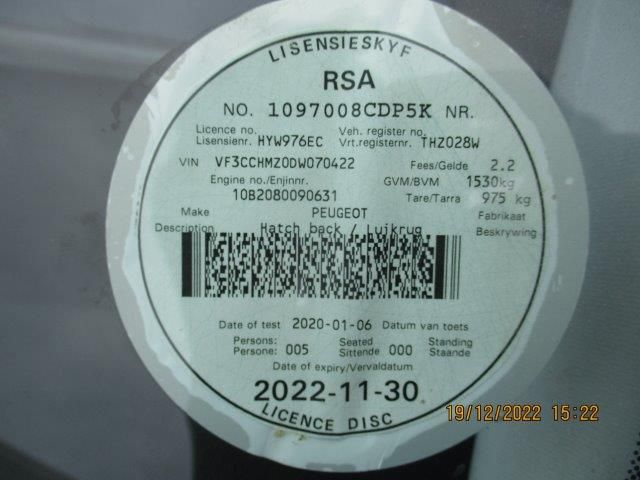 LISENSIESKYF
RSA
NO. 1097008CDP5K NR.
Licence no. Veh. register no.
Lisensienr. HYW976EC Vrt.registernr. THZ028W
VIN VF3CCHMZ0DW070422 Fees/Gelde 2.2
Engine no./Enjinnr. GVM/BVM 1530kg
10B2080090631 Tare/Tarra 975 kg
Make PEUGEOT Fabrikaat
Description Hatch back / Luikrug Beskrywing
Date of test 2020-01-06 Datum van toets
Persons: Seated Standing
Persone: 005 Sittende 000 Staande
Date of expiry/Vervaldatum
2022-11-30
LICENCE DISC
19/12/2022 15:22